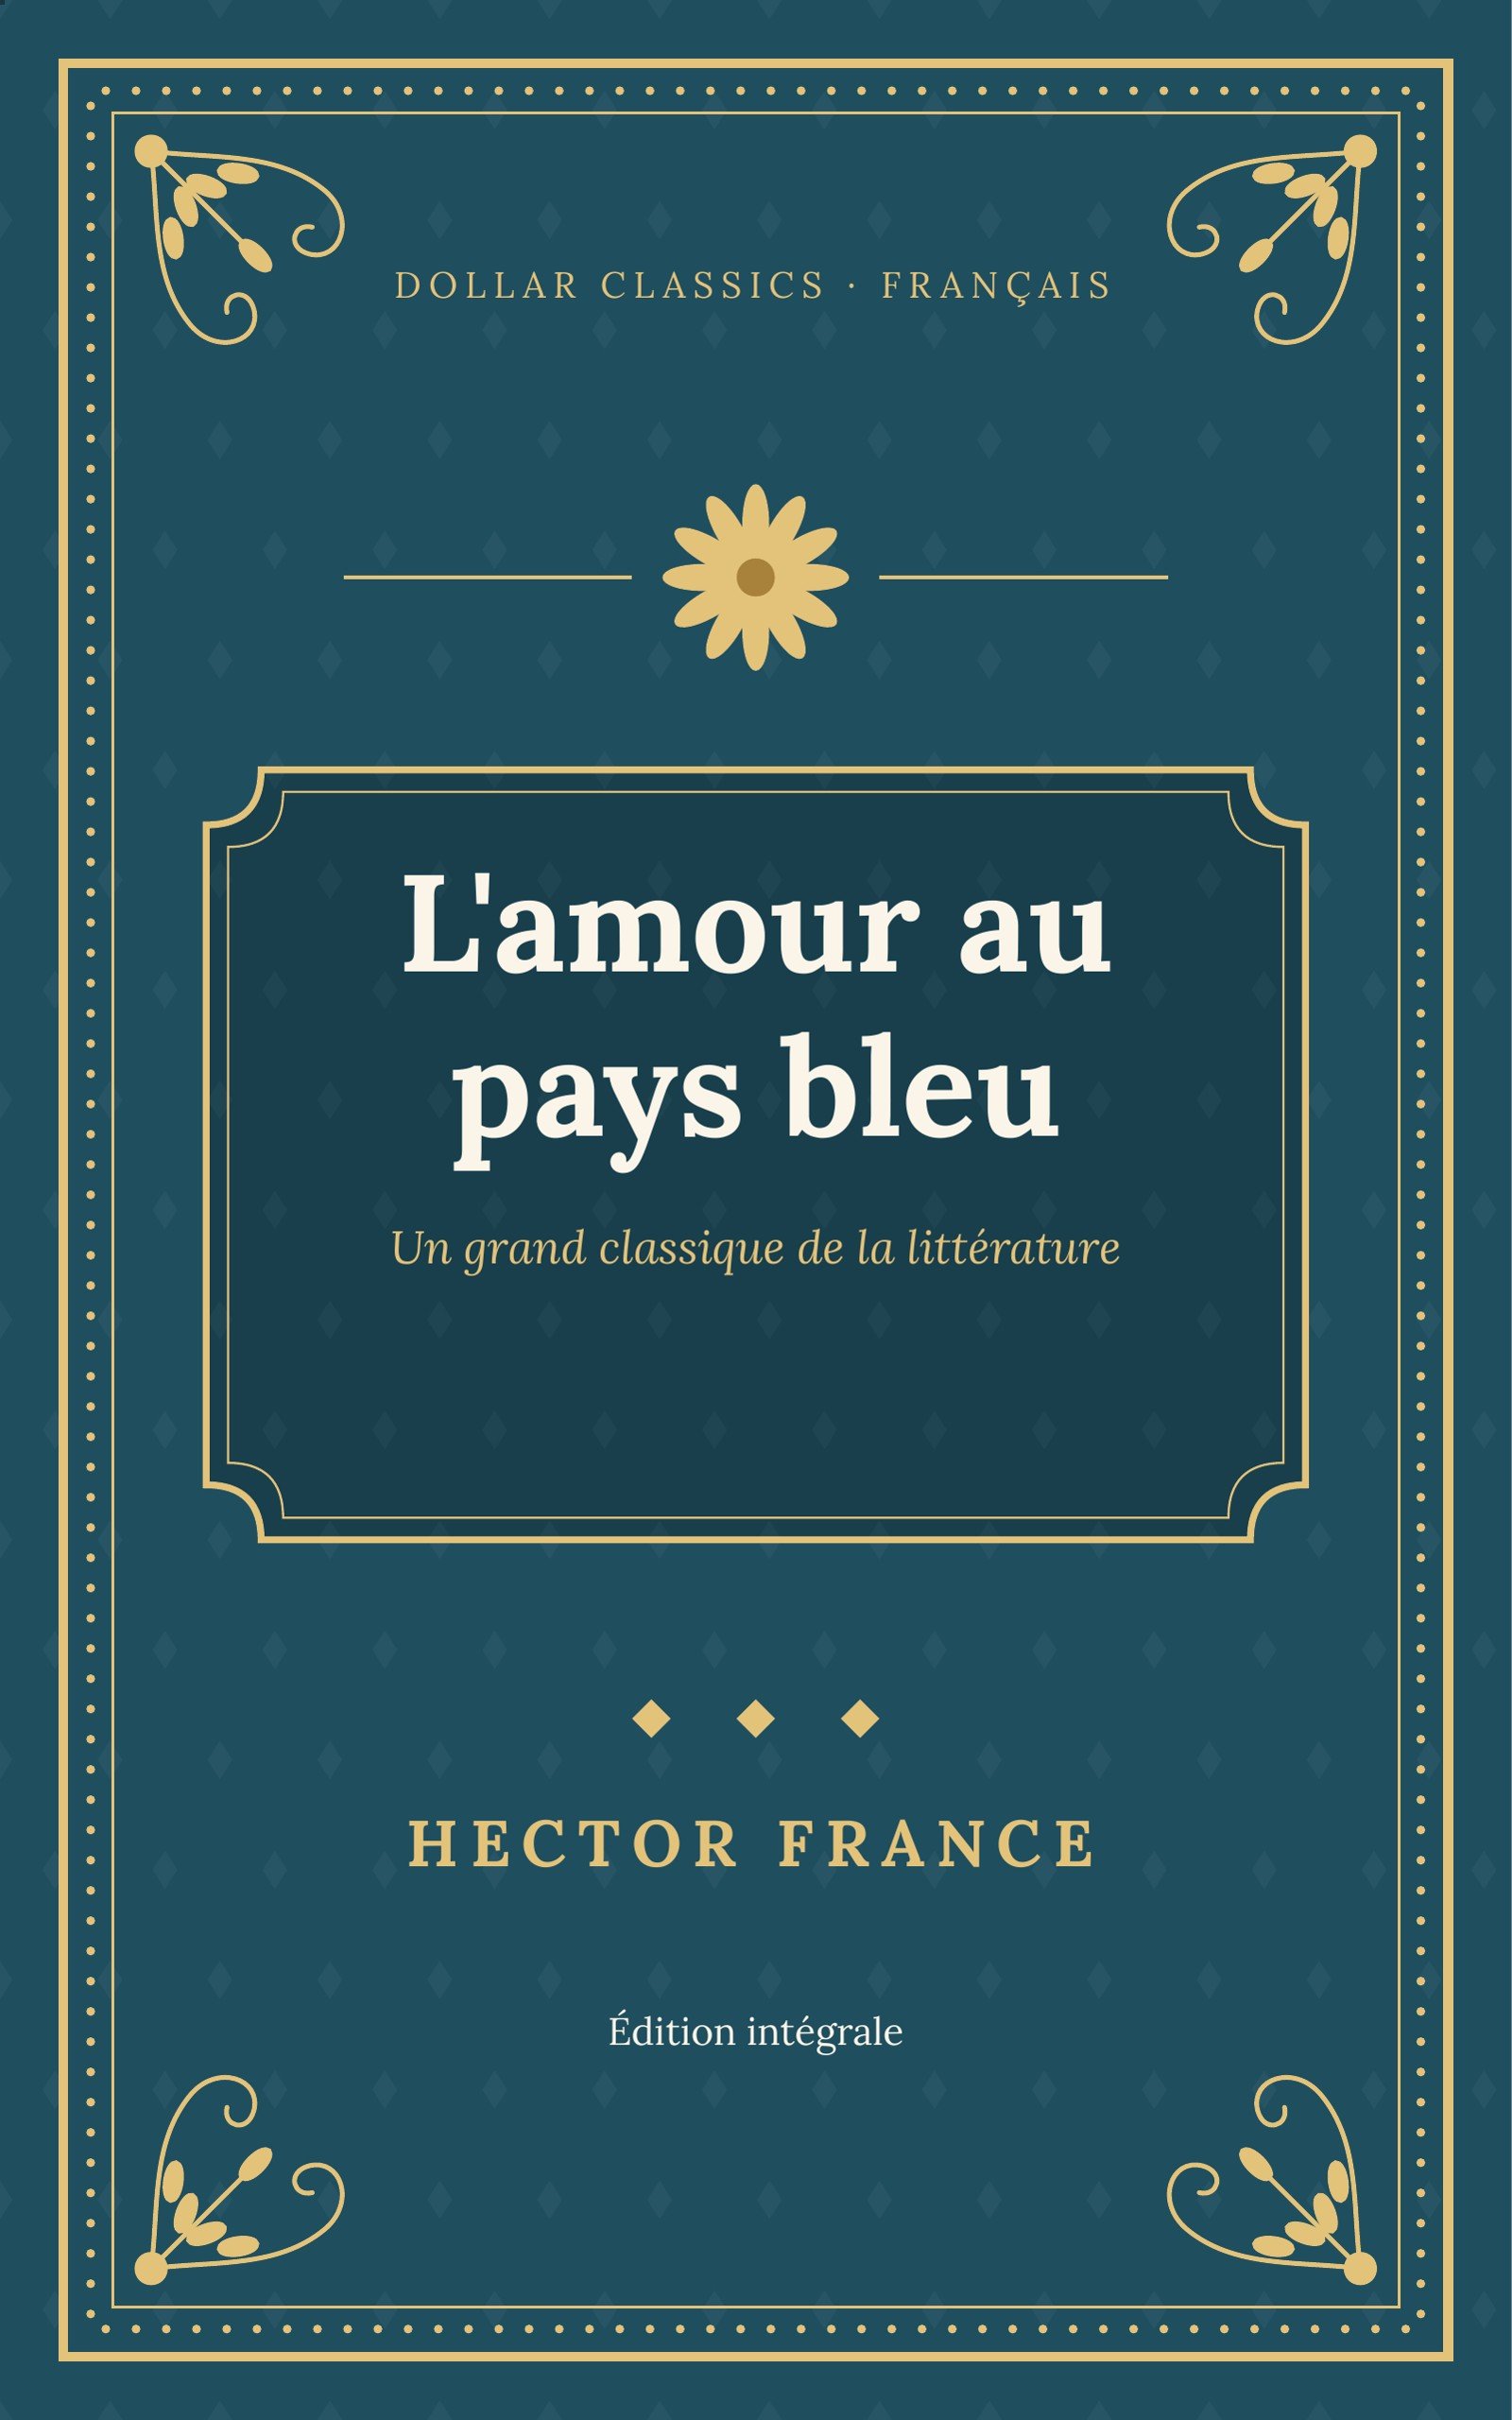 DOLLAR CLASSICS · FRANÇAIS
L'amour au
pays bleu
Un grand classique de la littérature
HECTOR FRANCE
Édition intégrale